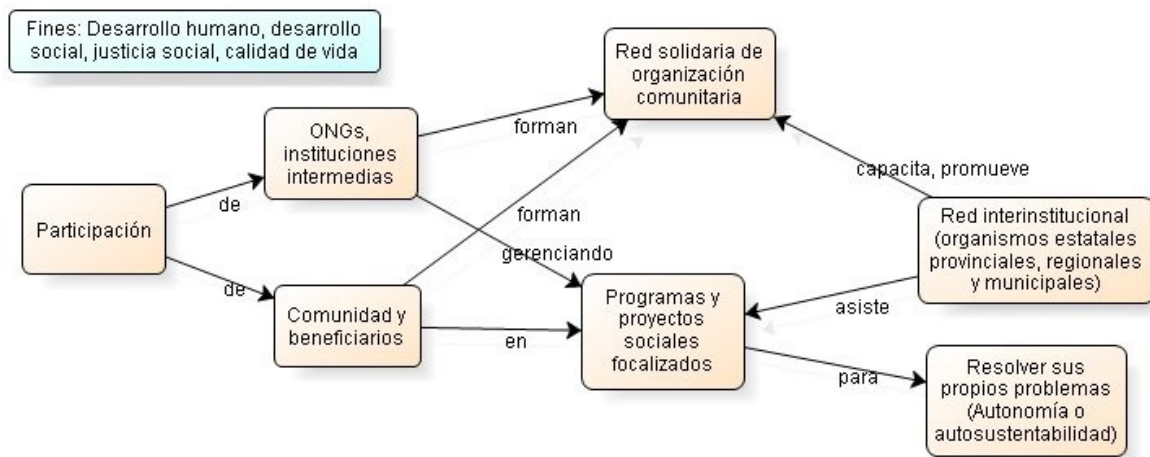 Fines: Desarrollo humano, desarrollo
social, justicia social, calidad de vida
Red solidaria de
organización
comunitaria
ONGs,
instituciones
intermedias
forman
capacita, promueve
Participación
de
forman
Red interinstitucional
(organismos estatales
provinciales, regionales
y municipales)
gerenciando
de
Comunidad y
beneficiarios
en
Programas y
proyectos
sociales
focalizados
asiste
para
Resolver sus
propios problemas
(Autonomía o
autosustentabilidad)